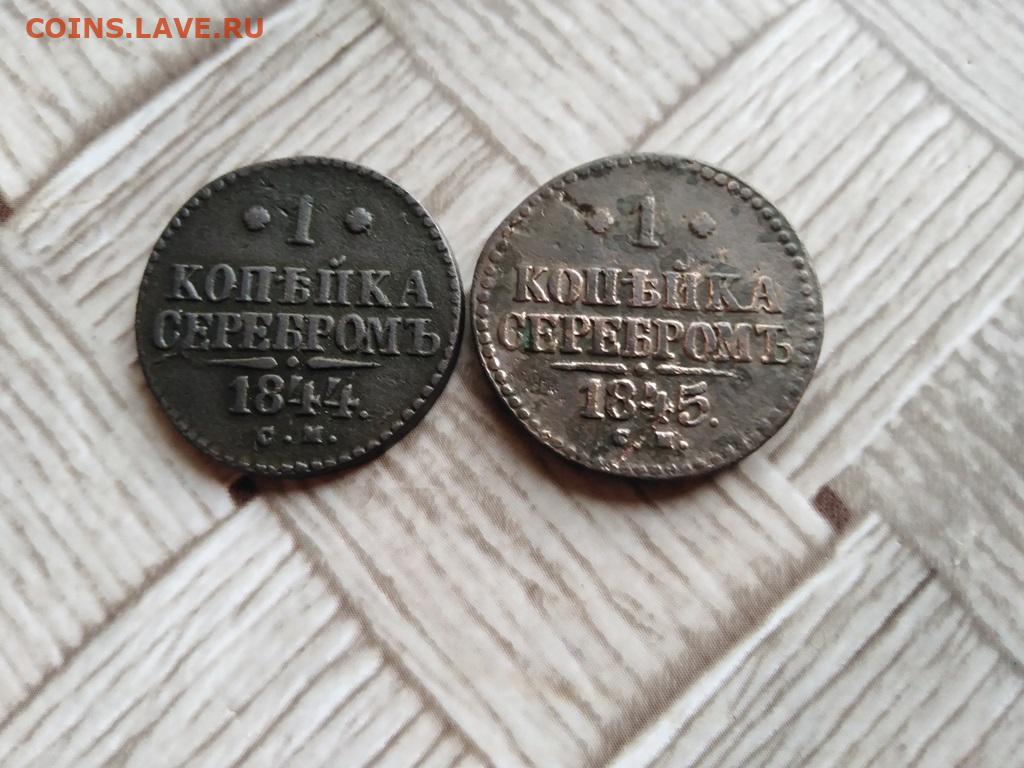 COINS.LAVE.RU
1
КОПѢЙКА
СЕРЕБРОМЪ
1844.
С.М.
1
КОПѢЙКА
СЕРЕБРОМЪ
1845.
С.М.